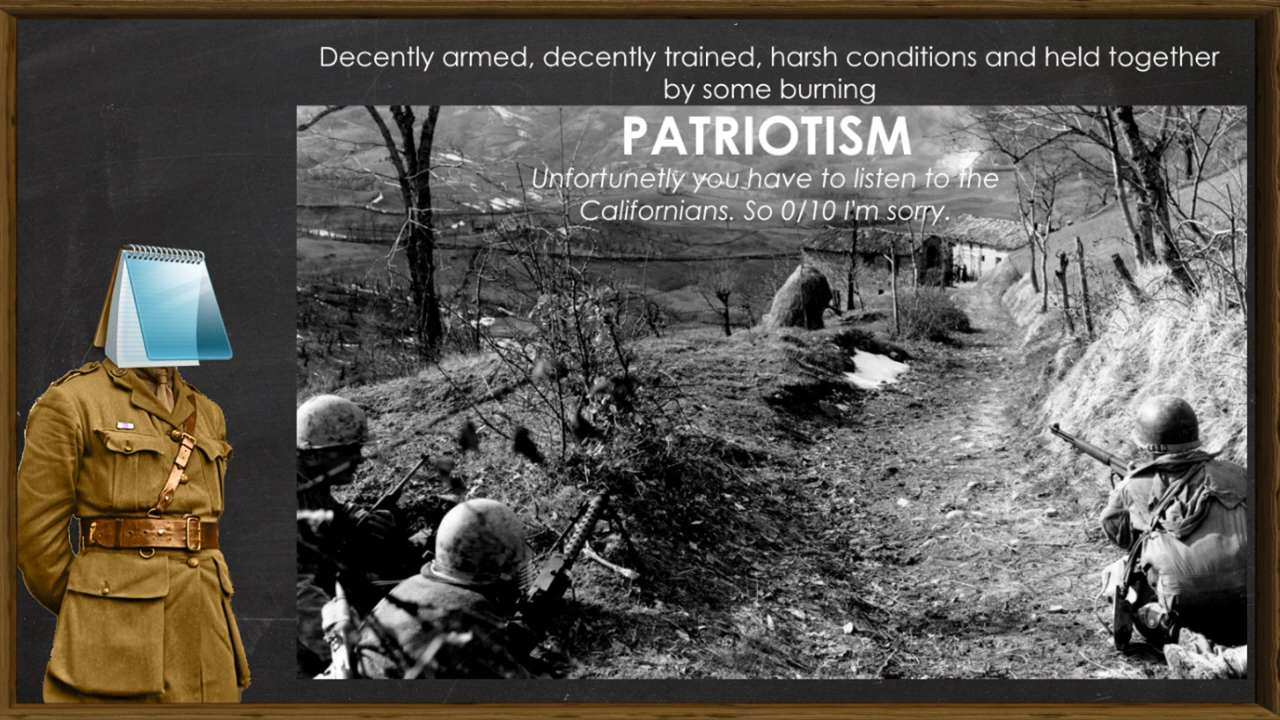 Decently armed, decently trained, harsh conditions and held together
by some burning
PATRIOTISM
Unfortunetly you have to listen to the
Californians. So 0/10 I'm sorry.